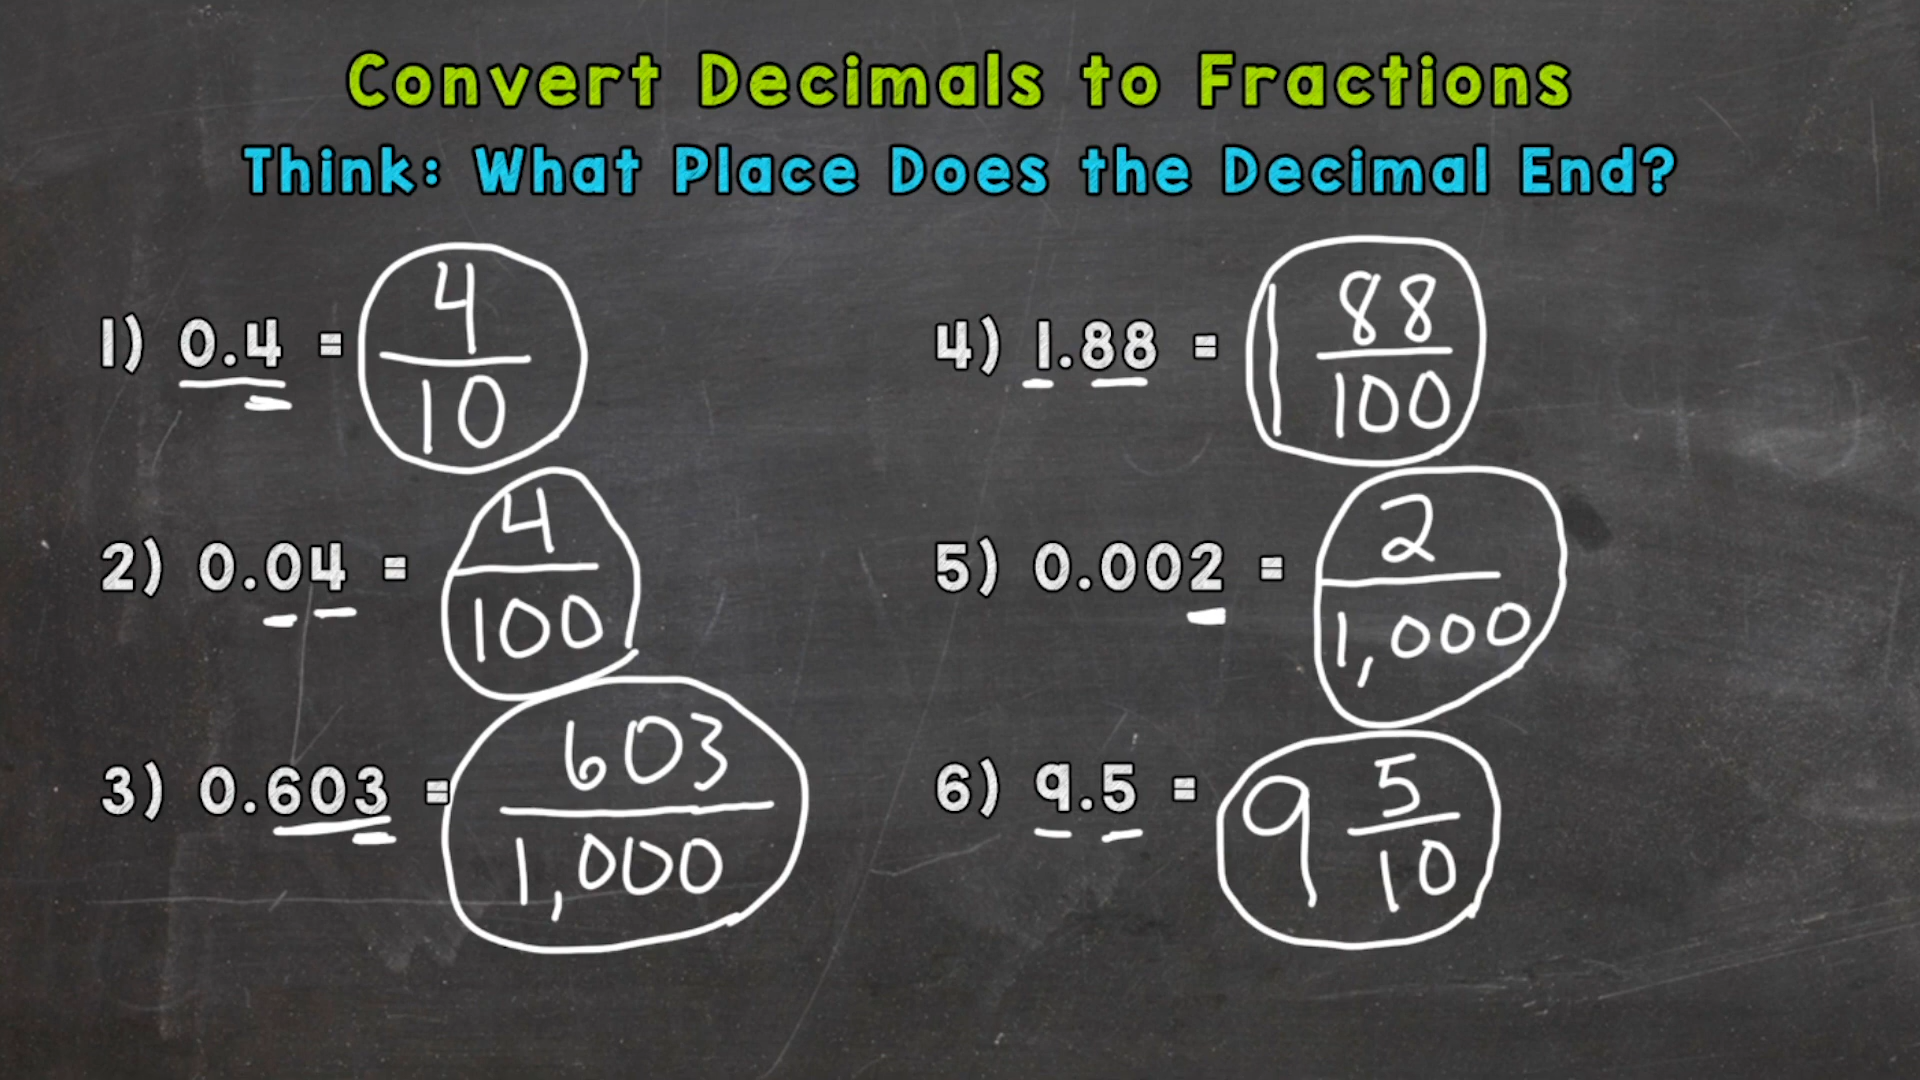 Convert Decimals to Fractions
Think: What Place Does the Decimal End?
1) 0.4 = 4/10
2) 0.04 = 4/100
3) 0.603 = 603/1,000
4) 1.88 = 1 88/100
5) 0.002 = 2/1,000
6) 9.5 = 9 5/10